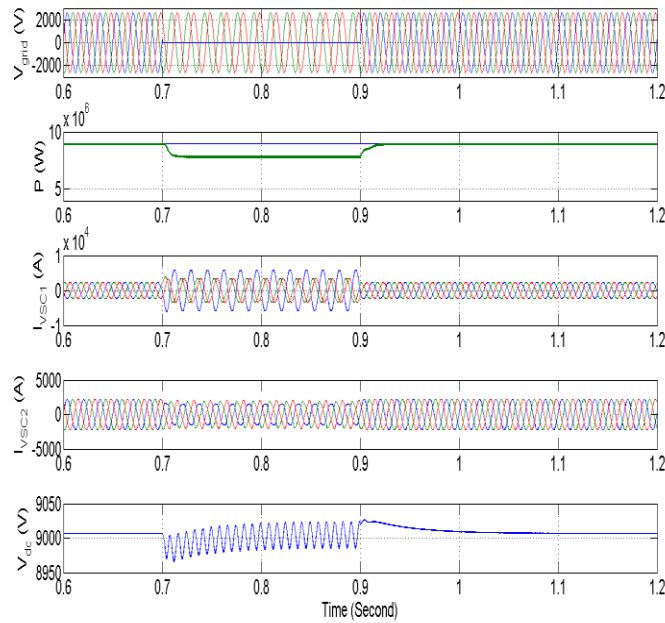 V_grid (V)
2000
0
-2000
0.6 0.7 0.8 0.9 1 1.1 1.2
x 10^6
P (W)
10
5
0.6 0.7 0.8 0.9 1 1.1 1.2
x 10^4
I_VSC1 (A)
1
0
-1
0.6 0.7 0.8 0.9 1 1.1 1.2
I_VSC2 (A)
5000
0
-5000
0.6 0.7 0.8 0.9 1 1.1 1.2
V_dc (V)
9050
9000
8950
0.6 0.7 0.8 0.9 1 1.1 1.2
Time (Second)